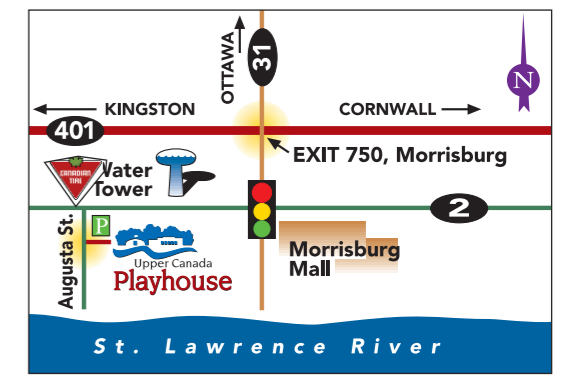 OTTAWA
31
N
KINGSTON
CORNWALL
401
EXIT 750, Morrisburg
CANADIAN
TIRE
Water
Tower
2
Augusta St.
P
Upper Canada
Playhouse
Morrisburg
Mall
St. Lawrence River